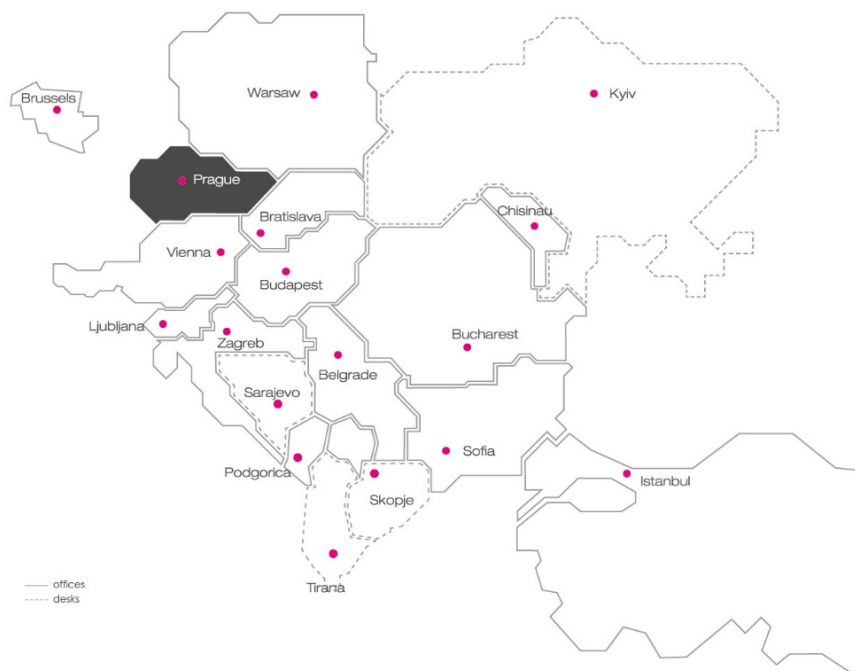 Warsaw
Kyiv
Brussels
Prague
Chisinau
Bratislava
Vienna
Budapest
Ljubljana
Zagreb
Bucharest
Belgrade
Sarajevo
Sofia
Podgorica
Istanbul
Skopje
Tirana
offices
desks